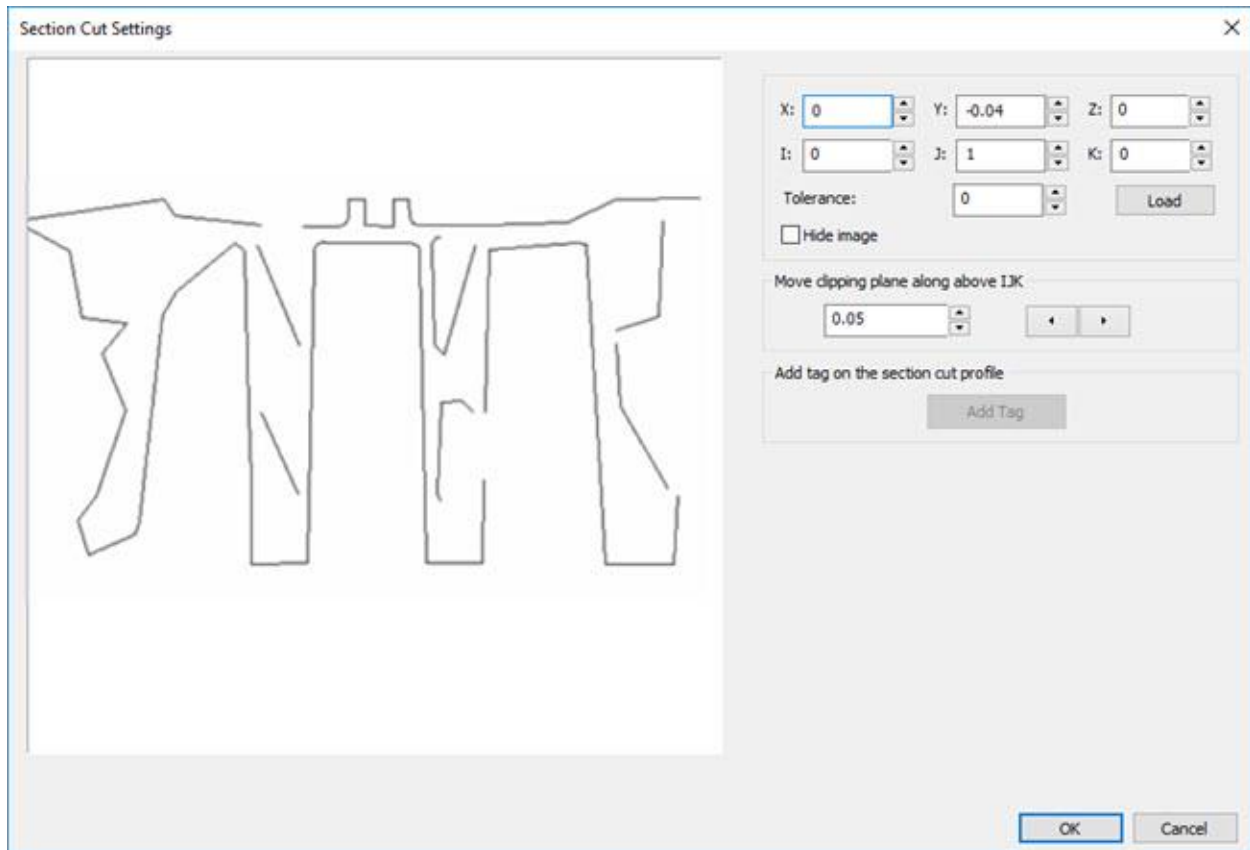 Section Cut Settings
X: 0 Y: -0.04 Z: 0
I: 0 J: 1 K: 0
Tolerance: 0 Load
Hide image
Move clipping plane along above IJK
0.05
Add tag on the section cut profile
Add Tag
OK Cancel